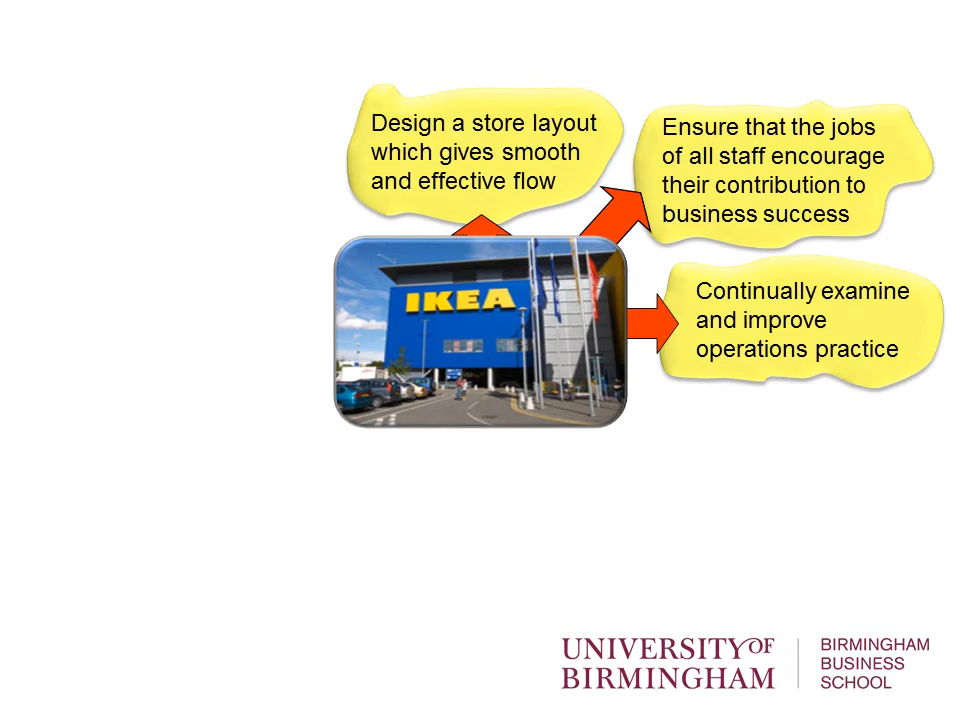 Design a store layout
which gives smooth
and effective flow
Ensure that the jobs
of all staff encourage
their contribution to
business success
IKEA
Continually examine
and improve
operations practice
UNIVERSITY OF
BIRMINGHAM
BIRMINGHAM
BUSINESS
SCHOOL